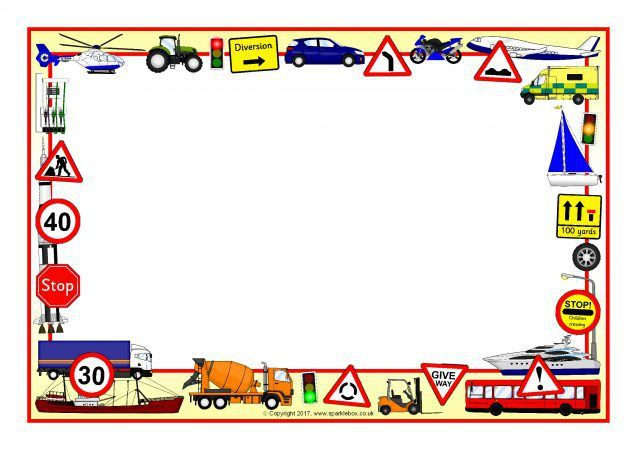 Diversion
40
100 yards
Stop
STOP!
Children
crossing
30
GIVE
WAY
© Copyright 2017, www.sparklebox.co.uk